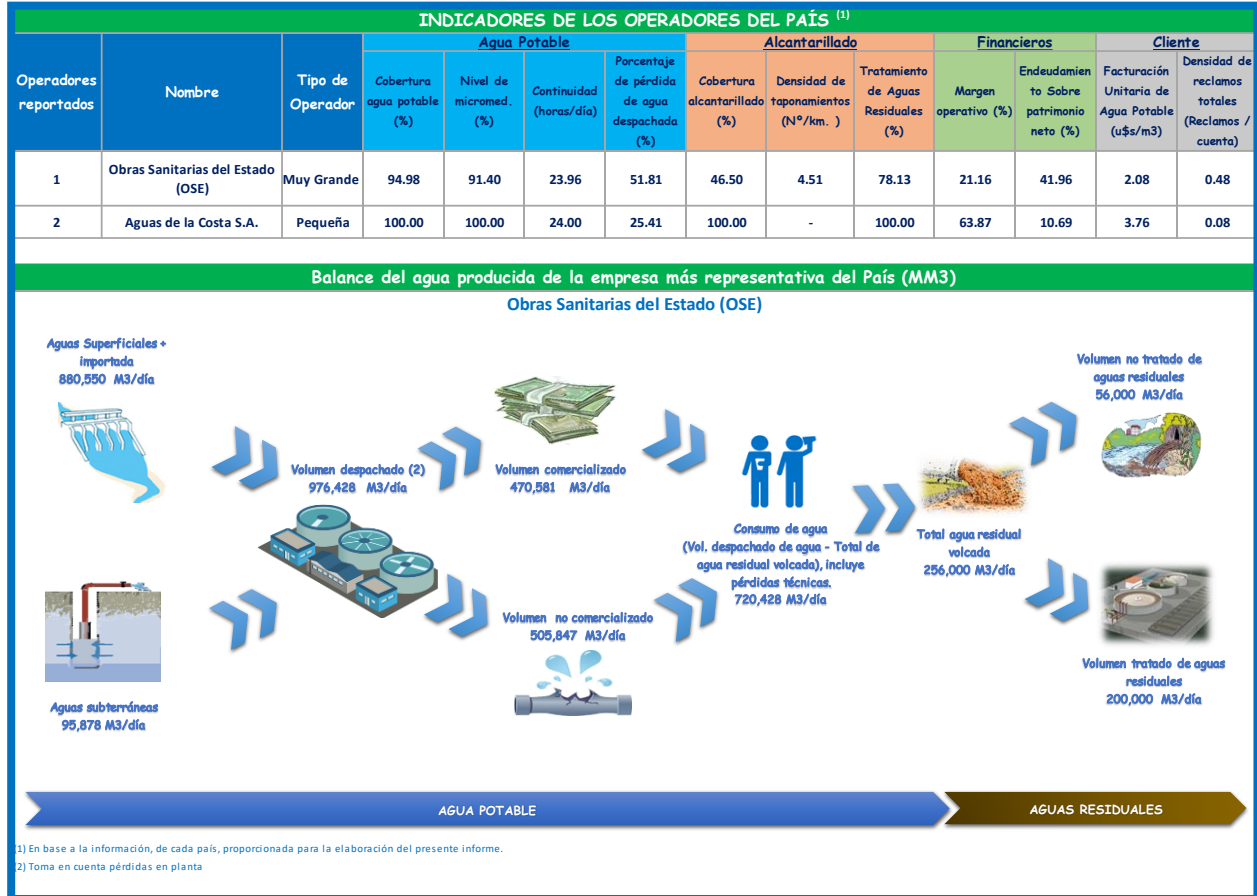 INDICADORES DE LOS OPERADORES DEL PAÍS (1)
Operadores reportados
Nombre
Tipo de Operador
Agua Potable
Alcantarillado
Financieros
Cliente
Cobertura agua potable (%)
Nivel de micromed. (%)
Continuidad (horas/día)
Porcentaje de pérdida de agua despachada (%)
Cobertura alcantarillado (%)
Densidad de taponamientos (Nº/km. )
Tratamiento de Aguas Residuales (%)
Margen operativo (%)
Endeudamien to Sobre patrimonio neto (%)
Facturación Unitaria de Agua Potable (u$s/m3)
Densidad de reclamos totales (Reclamos / cuenta)
1 Obras Sanitarias del Estado (OSE) Muy Grande 94.98 91.40 23.96 51.81 46.50 4.51 78.13 21.16 41.96 2.08 0.48
2 Aguas de la Costa S.A. Pequeña 100.00 100.00 24.00 25.41 100.00 - 100.00 63.87 10.69 3.76 0.08
Balance del agua producida de la empresa más representativa del País (MM3)
Obras Sanitarias del Estado (OSE)
Aguas Superficiales +
importada
880,550 M3/día
Aguas subterráneas
95,878 M3/día
Volumen despachado (2)
976,428 M3/día
Volumen comercializado
470,581 M3/día
Volumen no comercializado
505,847 M3/día
Consumo de agua
(Vol. despachado de agua - Total de
agua residual volcada), incluye
pérdidas técnicas.
720,428 M3/día
Total agua residual
volcada
256,000 M3/día
Volumen no tratado de
aguas residuales
56,000 M3/día
Volumen tratado de aguas
residuales
200,000 M3/día
AGUA POTABLE
AGUAS RESIDUALES
(1) En base a la información, de cada país, proporcionada para la elaboración del presente informe.
(2) Toma en cuenta pérdidas en planta